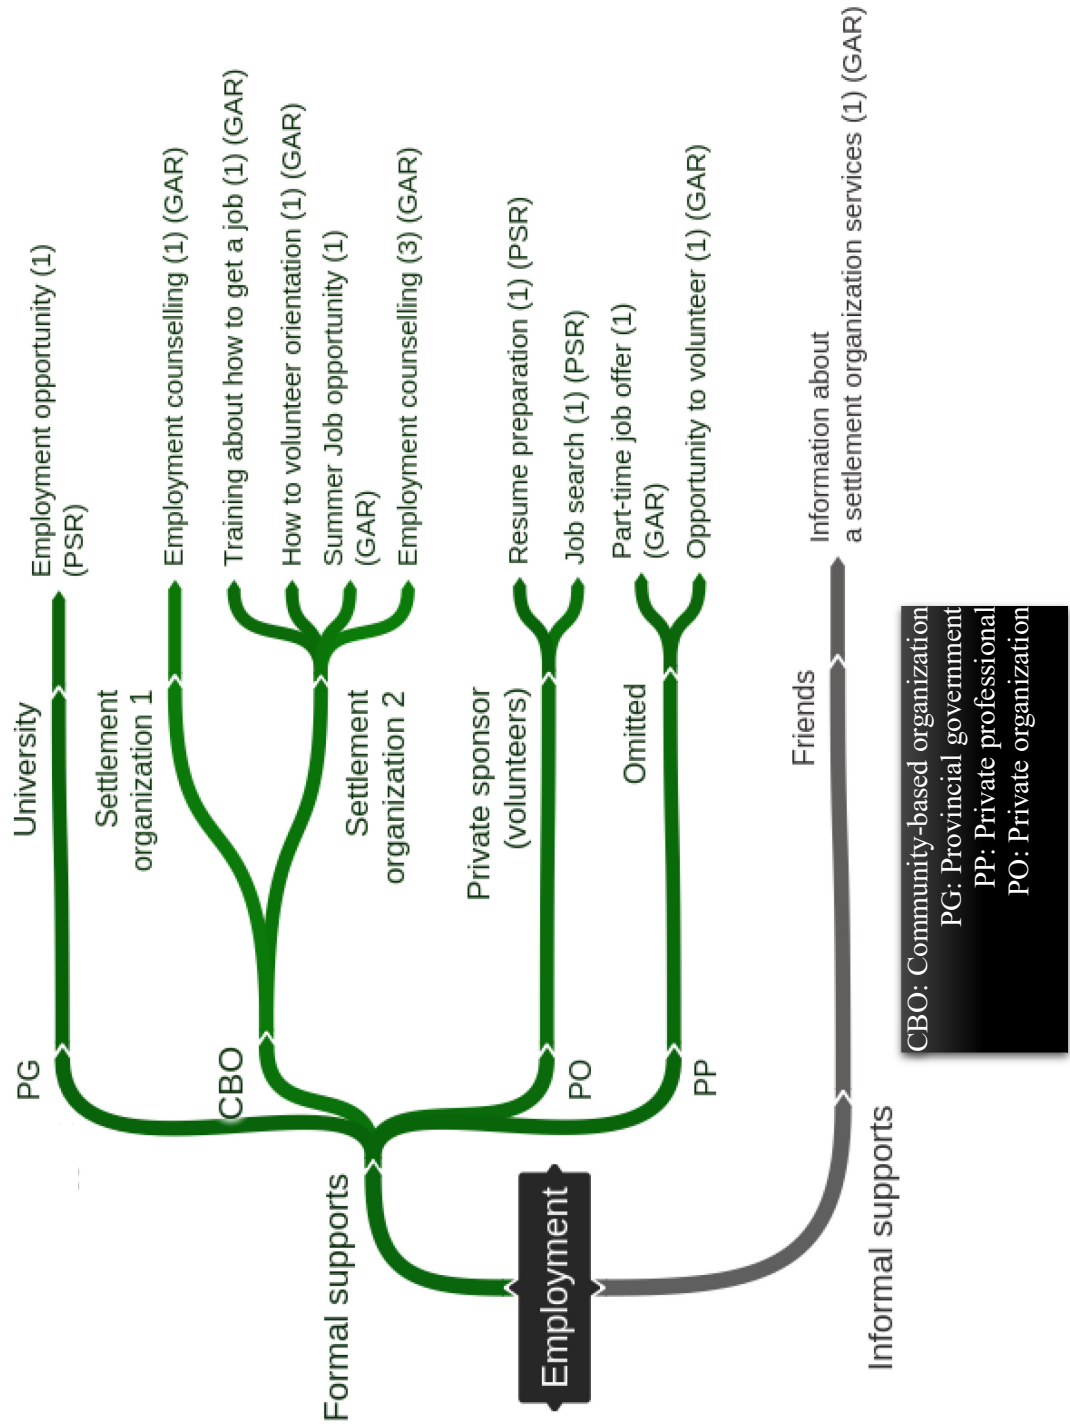 Employment
Formal supports
PG
University
Employment opportunity (1)
(PSR)
CBO
Settlement
organization 1
Employment counselling (1) (GAR)
Settlement
organization 2
Training about how to get a job (1) (GAR)
How to volunteer orientation (1) (GAR)
Summer Job opportunity (1)
(GAR)
Employment counselling (3) (GAR)
PO
Private sponsor
(volunteers)
Resume preparation (1) (PSR)
Job search (1) (PSR)
PP
Omitted
Part-time job offer (1)
(GAR)
Opportunity to volunteer (1) (GAR)
Informal supports
Friends
Information about
a settlement organization services (1) (GAR)
CBO: Community-based organization
PG: Provincial government
PP: Private professional
PO: Private organization